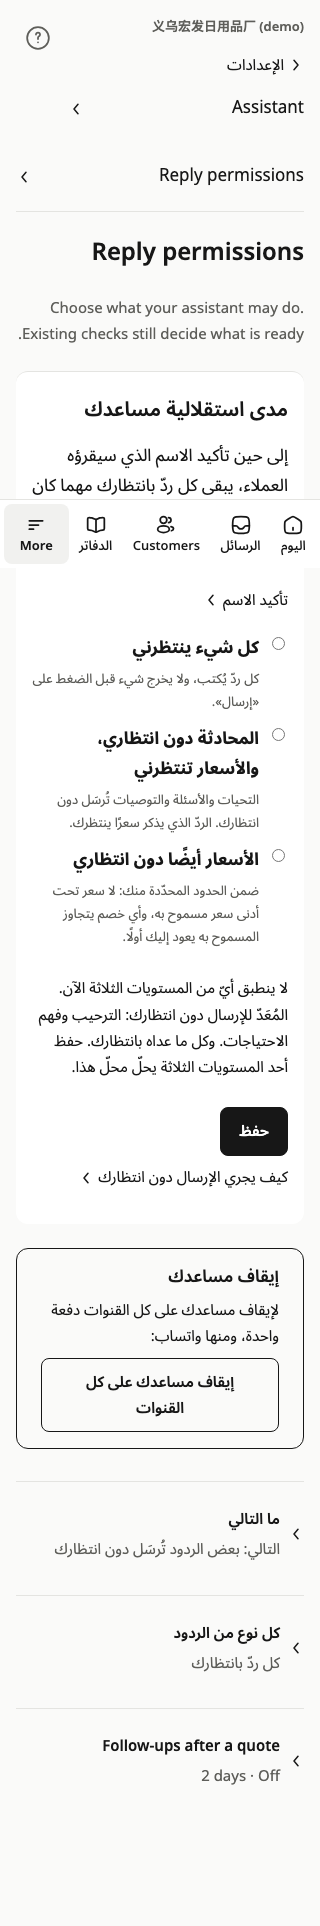 义乌宏发日用品厂 (demo)
الإعدادات
Assistant
Reply permissions
Reply permissions
Choose what your assistant may do.
Existing checks still decide what is ready.
مدى استقلالية مساعدك
إلى حين تأكيد الاسم الذي سيقرؤه
العملاء، يبقى كل ردّ بانتظارك مهما كان
اليوم
الرسائل
Customers
الدفاتر
More
تأكيد الاسم
كل شيء ينتظرني
كل ردّ يُكتب، ولا يخرج شيء قبل الضغط على
«إرسال».
المحادثة دون انتظاري،
والأسعار تنتظرني
التحيات والأسئلة والتوصيات تُرسَل دون
انتظارك. الردّ الذي يذكر سعرًا ينتظرك.
الأسعار أيضًا دون انتظاري
ضمن الحدود المحدّدة منك: لا سعر تحت
أدنى سعر مسموح به، وأي خصم يتجاوز
المسموح به يعود إليك أولًا.
لا ينطبق أيّ من المستويات الثلاثة الآن.
المُعَدّ للإرسال دون انتظارك: الترحيب وفهم
الاحتياجات. وكل ما عداه بانتظارك. حفظ
أحد المستويات الثلاثة يحلّ محلّ هذا.
حفظ
كيف يجري الإرسال دون انتظارك
إيقاف مساعدك
لإيقاف مساعدك على كل القنوات دفعة
واحدة، ومنها واتساب:
إيقاف مساعدك على كل
القنوات
ما التالي
التالي: بعض الردود تُرسَل دون انتظارك
كل نوع من الردود
كل ردّ بانتظارك
Follow-ups after a quote
2 days · Off